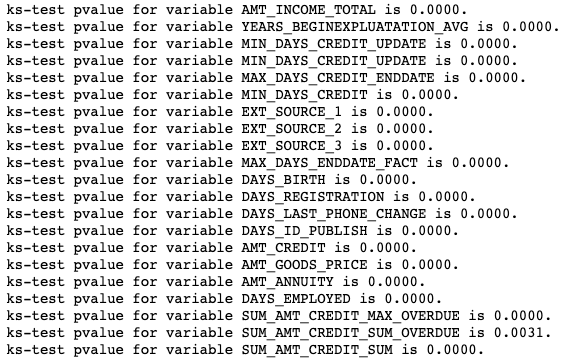 ks-test pvalue for variable AMT_INCOME_TOTAL is 0.0000.
ks-test pvalue for variable YEARS_BEGINEXPLUATATION_AVG is 0.0000.
ks-test pvalue for variable MIN_DAYS_CREDIT_UPDATE is 0.0000.
ks-test pvalue for variable MIN_DAYS_CREDIT_UPDATE is 0.0000.
ks-test pvalue for variable MAX_DAYS_CREDIT_ENDDATE is 0.0000.
ks-test pvalue for variable MIN_DAYS_CREDIT is 0.0000.
ks-test pvalue for variable EXT_SOURCE_1 is 0.0000.
ks-test pvalue for variable EXT_SOURCE_2 is 0.0000.
ks-test pvalue for variable EXT_SOURCE_3 is 0.0000.
ks-test pvalue for variable MAX_DAYS_ENDDATE_FACT is 0.0000.
ks-test pvalue for variable DAYS_BIRTH is 0.0000.
ks-test pvalue for variable DAYS_REGISTRATION is 0.0000.
ks-test pvalue for variable DAYS_LAST_PHONE_CHANGE is 0.0000.
ks-test pvalue for variable DAYS_ID_PUBLISH is 0.0000.
ks-test pvalue for variable AMT_CREDIT is 0.0000.
ks-test pvalue for variable AMT_GOODS_PRICE is 0.0000.
ks-test pvalue for variable AMT_ANNUITY is 0.0000.
ks-test pvalue for variable DAYS_EMPLOYED is 0.0000.
ks-test pvalue for variable SUM_AMT_CREDIT_MAX_OVERDUE is 0.0000.
ks-test pvalue for variable SUM_AMT_CREDIT_SUM_OVERDUE is 0.0031.
ks-test pvalue for variable SUM_AMT_CREDIT_SUM is 0.0000.